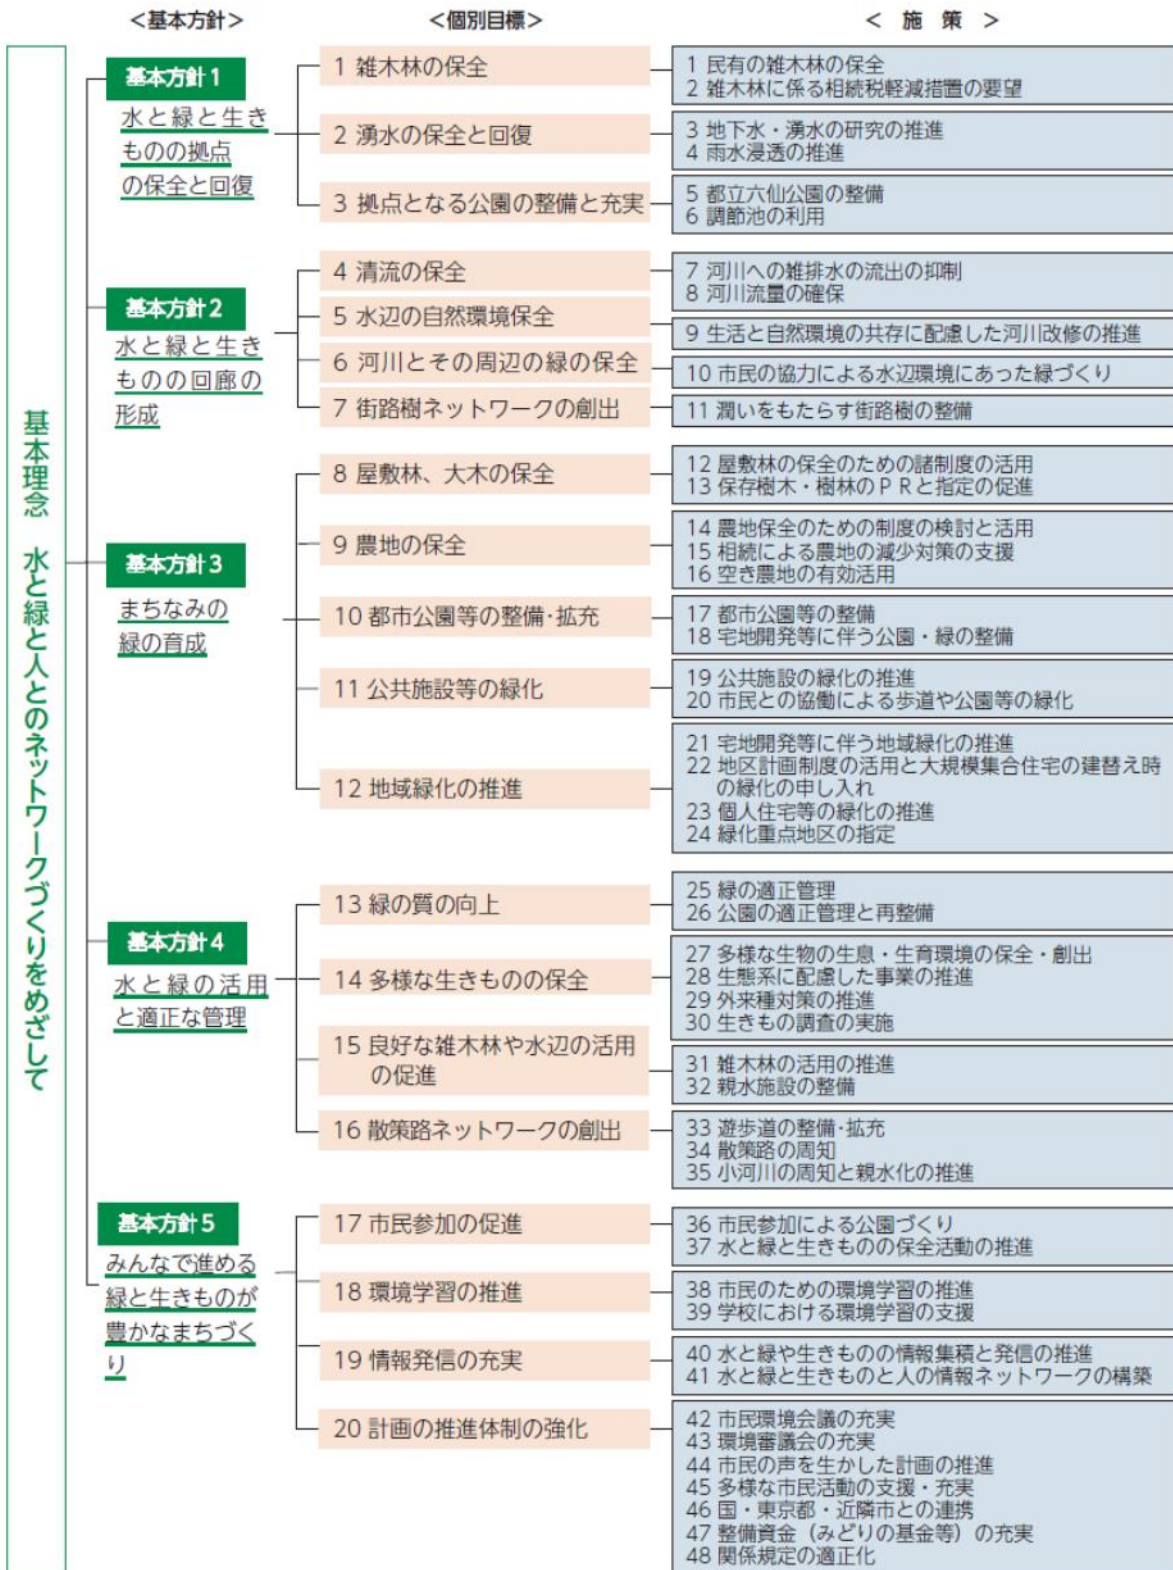 ＜基本方針＞
＜個別目標＞
＜ 施 策 ＞
基本理念 水と緑と人とのネットワークづくりをめざして
基本方針1
水と緑と生き
ものの拠点
の保全と回復
1 雑木林の保全
1 民有の雑木林の保全
2 雑木林に係る相続税軽減措置の要望
2 湧水の保全と回復
3 地下水・湧水の研究の推進
4 雨水浸透の推進
3 拠点となる公園の整備と充実
5 都立六仙公園の整備
6 調節池の利用
基本方針2
水と緑と生き
ものの回廊の
形成
4 清流の保全
7 河川への雑排水の流出の抑制
8 河川流量の確保
5 水辺の自然環境保全
9 生活と自然環境の共存に配慮した河川改修の推進
6 河川とその周辺の緑の保全
10 市民の協力による水辺環境にあった緑づくり
7 街路樹ネットワークの創出
11 潤いをもたらす街路樹の整備
基本方針3
まちなみの
緑の育成
8 屋敷林、大木の保全
12 屋敷林の保全のための諸制度の活用
13 保存樹木・樹林のＰＲと指定の促進
9 農地の保全
14 農地保全のための制度の検討と活用
15 相続による農地の減少対策の支援
16 空き農地の有効活用
10 都市公園等の整備･拡充
17 都市公園等の整備
18 宅地開発等に伴う公園・緑の整備
11 公共施設等の緑化
19 公共施設の緑化の推進
20 市民との協働による歩道や公園等の緑化
12 地域緑化の推進
21 宅地開発等に伴う地域緑化の推進
22 地区計画制度の活用と大規模集合住宅の建替え時
の緑化の申し入れ
23 個人住宅等の緑化の推進
24 緑化重点地区の指定
基本方針4
水と緑の活用
と適正な管理
13 緑の質の向上
25 緑の適正管理
26 公園の適正管理と再整備
14 多様な生きものの保全
27 多様な生物の生息・生育環境の保全・創出
28 生態系に配慮した事業の推進
29 外来種対策の推進
30 生きもの調査の実施
15 良好な雑木林や水辺の活用
の促進
31 雑木林の活用の推進
32 親水施設の整備
16 散策路ネットワークの創出
33 遊歩道の整備･拡充
34 散策路の周知
35 小河川の周知と親水化の推進
基本方針5
みんなで進める
緑と生きものが
豊かなまちづく
り
17 市民参加の促進
36 市民参加による公園づくり
37 水と緑と生きものの保全活動の推進
18 環境学習の推進
38 市民のための環境学習の推進
39 学校における環境学習の支援
19 情報発信の充実
40 水と緑や生きものの情報集積と発信の推進
41 水と緑と生きものと人の情報ネットワークの構築
20 計画の推進体制の強化
42 市民環境会議の充実
43 環境審議会の充実
44 市民の声を生かした計画の推進
45 多様な市民活動の支援・充実
46 国・東京都・近隣市との連携
47 整備資金（みどりの基金等）の充実
48 関係規定の適正化